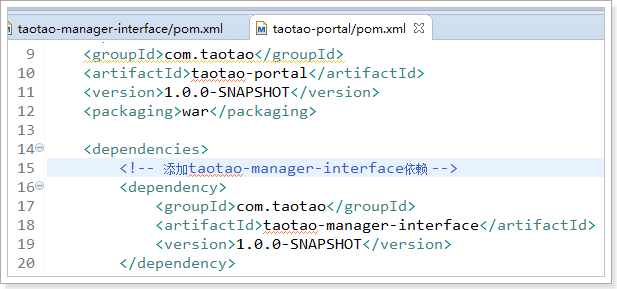 taotao-manager-interface/pom.xml
taotao-portal/pom.xml
9 <groupId>com.taotao</groupId>
10 <artifactId>taotao-portal</artifactId>
11 <version>1.0.0-SNAPSHOT</version>
12 <packaging>war</packaging>
13
14 <dependencies>
15 <!-- 添加taotao-manager-interface依赖 -->
16 <dependency>
17 <groupId>com.taotao</groupId>
18 <artifactId>taotao-manager-interface</artifactId>
19 <version>1.0.0-SNAPSHOT</version>
20 </dependency>